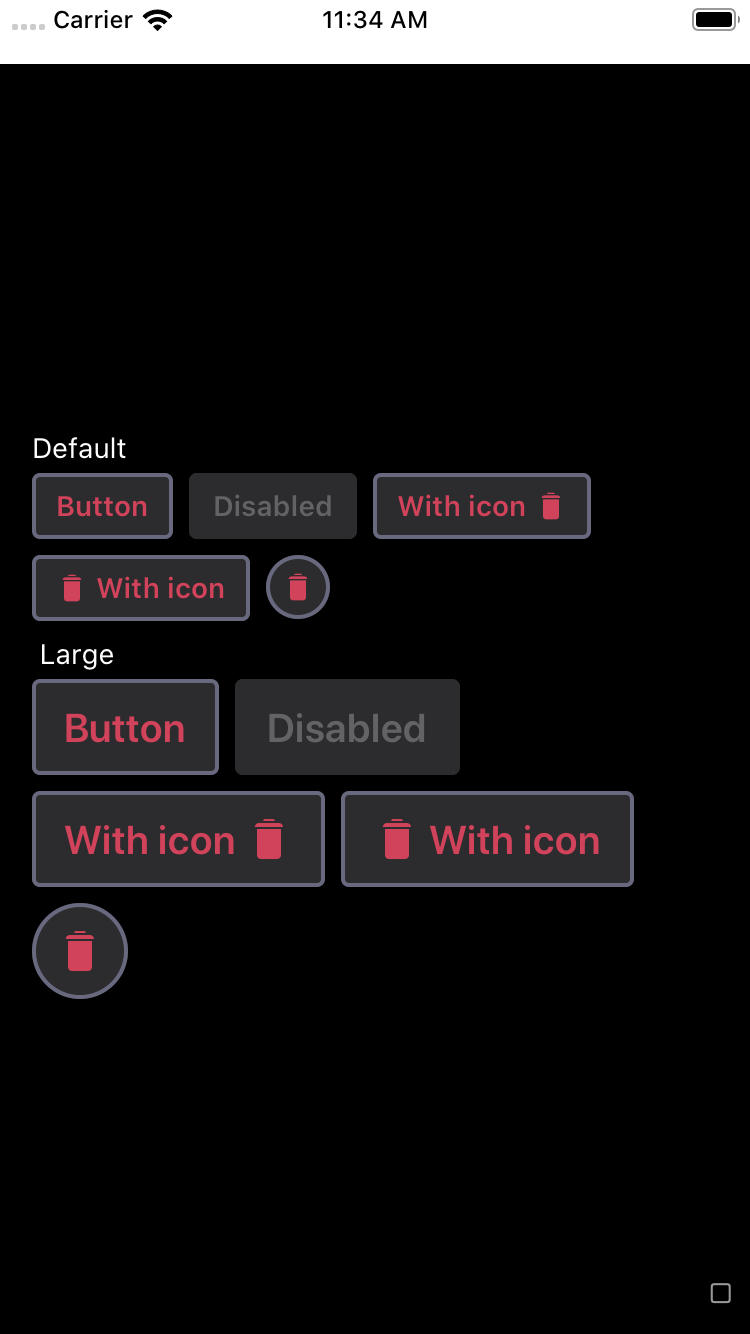 Carrier 11:34 AM
Default
Button Disabled With icon
With icon
Large
Button Disabled
With icon With icon